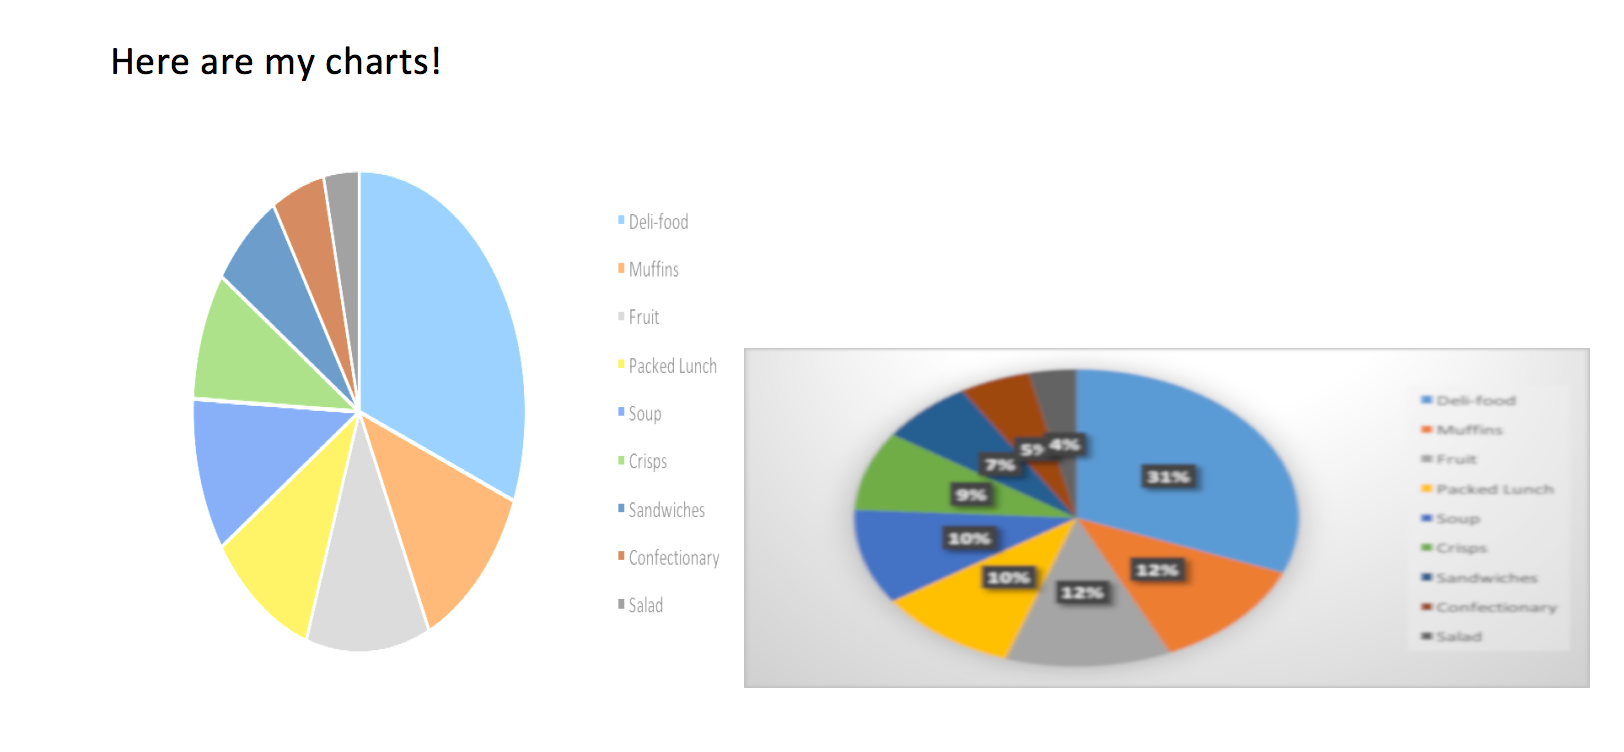 Here are my charts!
Deli-food
Muffins
Fruit
Packed Lunch
Soup
Crisps
Sandwiches
Confectionary
Salad
31%
12%
12%
10%
10%
9%
7%
5%
4%
Deli-food
Muffins
Fruit
Packed Lunch
Soup
Crisps
Sandwiches
Confectionary
Salad